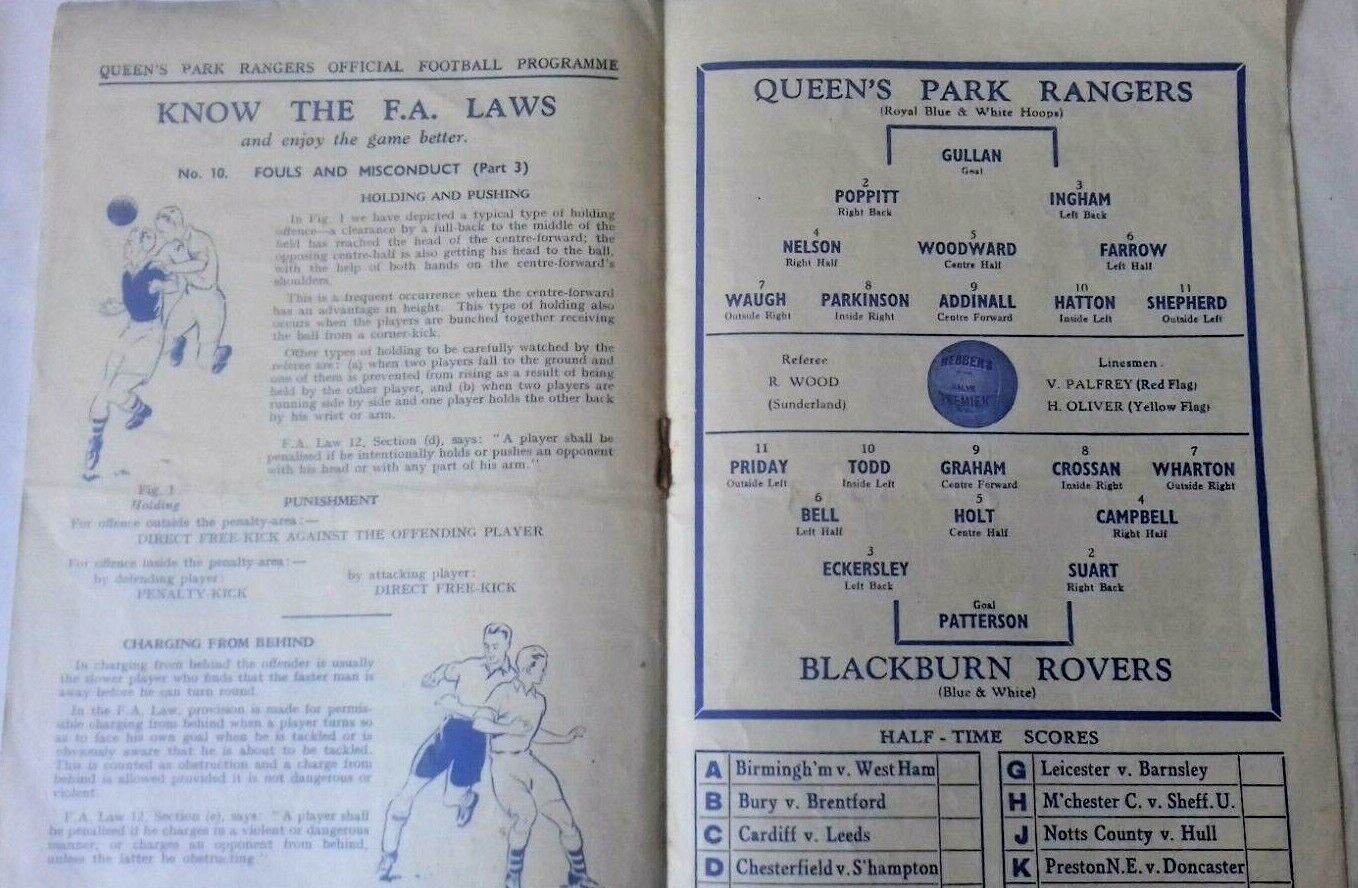 QUEEN'S PARK RANGERS OFFICIAL FOOTBALL PROGRAMME
KNOW THE F.A. LAWS
and enjoy the game better.
No. 10. FOULS AND MISCONDUCT (Part 3)
HOLDING AND PUSHING
In Fig. 1 we have depicted a typical type of holding
offence—a clearance by a full-back to the middle of the
field has reached the head of the centre-forward; the
opposing centre-half is also getting his head to the ball,
with the help of both hands on the centre-forward's
shoulders.
This is a frequent occurrence when the centre-forward
has an advantage in height. This type of holding also
occurs when the players are bunched together receiving
the ball from a corner-kick.
Other types of holding to be carefully watched by the
referee are: (a) when two players fall to the ground and
one of them is prevented from rising as a result of being
held by the other player, and (b) when two players are
running side by side and one player holds the other back
by his wrist or arm.
F.A. Law 12, Section (d), says: "A player shall be
penalised if he intentionally holds or pushes an opponent
with his head or with any part of his arm."
Fig. 1
Holding
PUNISHMENT
For offence outside the penalty-area:—
DIRECT FREE-KICK AGAINST THE OFFENDING PLAYER
For offence inside the penalty-area:—
by defending player:
PENALTY KICK
by attacking player:
DIRECT FREE-KICK
CHARGING FROM BEHIND
In charging from behind the offender is usually
the slower player who finds that the faster man is
away before he can turn round.
In the F.A. Law, provision is made for permis-
sible charging from behind when a player turns so
as to face his own goal when he is tackled or is
obviously aware that he is about to be tackled.
This is counted as obstruction and a charge from
behind is allowed provided it is not dangerous or
violent.
F.A. Law 12, Section (e), says: "A player shall
be penalised if he charges in a violent or dangerous
manner, or charges an opponent from behind,
unless the latter be obstructing."
QUEEN'S PARK RANGERS
(Royal Blue & White Hoops)
GULLAN
Goal
2 3
POPPITT INGHAM
Right Back Left Back
4 5 6
NELSON WOODWARD FARROW
Right Half Centre Half Left Half
7 8 9 10 11
WAUGH PARKINSON ADDINALL HATTON SHEPHERD
Outside Right Inside Right Centre Forward Inside Left Outside Left
Referee
R. WOOD
(Sunderland)
WEBBER'S
PREMIER
Linesmen.
V. PALFREY (Red Flag)
H. OLIVER (Yellow Flag)
11 10 9 8 7
PRIDAY TODD GRAHAM CROSSAN WHARTON
Outside Left Inside Left Centre Forward Inside Right Outside Right
6 5 4
BELL HOLT CAMPBELL
Left Half Centre Half Right Half
3 2
ECKERSLEY SUART
Left Back Right Back
Goal
PATTERSON
BLACKBURN ROVERS
(Blue & White)
HALF-TIME SCORES
A Birmingh'm v. West Ham
B Bury v. Brentford
C Cardiff v. Leeds
D Chesterfield v. S'hampton
G Leicester v. Barnsley
H M'chester C. v. Sheff. U.
J Notts County v. Hull
K Preston N.E. v. Doncaster